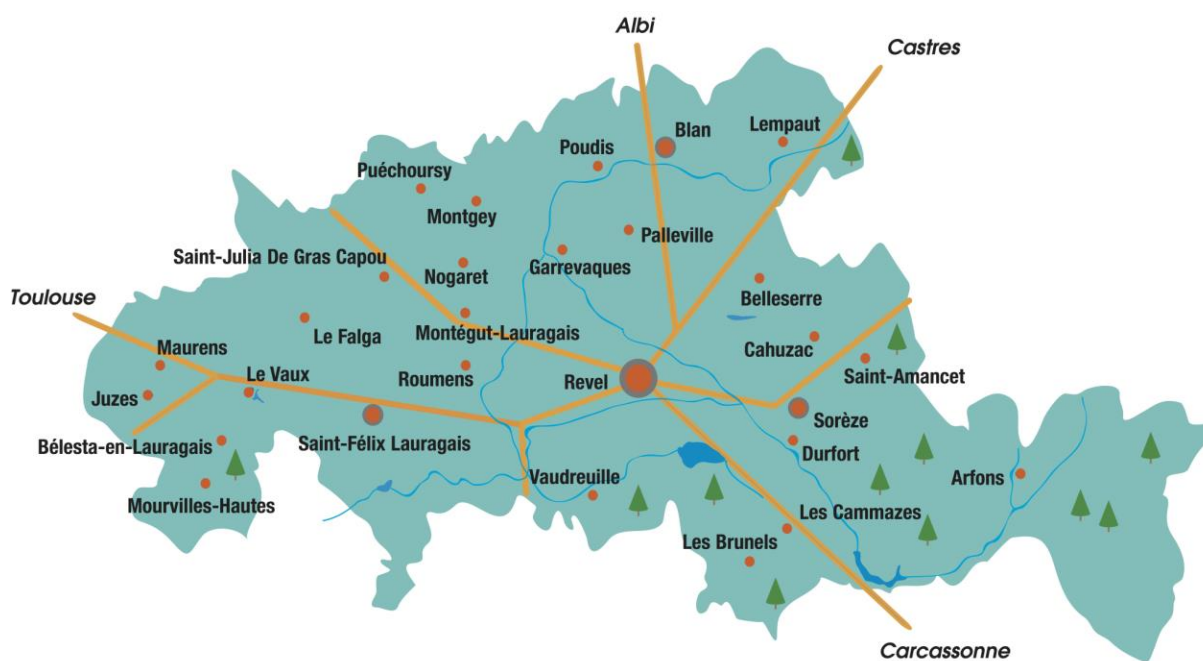 Albi
Castres
Blan
Lempaut
Poudis
Puéchoursy
Montgey
Palleville
Saint-Julia De Gras Capou
Nogaret
Garrevaques
Belleserre
Toulouse
Le Falga
Montégut-Lauragais
Maurens
Cahuzac
Le Vaux
Roumens
Revel
Saint-Amancet
Juzes
Sorèze
Bélesta-en-Lauragais
Saint-Félix Lauragais
Durfort
Vaudreuille
Arfons
Mourvilles-Hautes
Les Cammazes
Les Brunels
Carcassonne